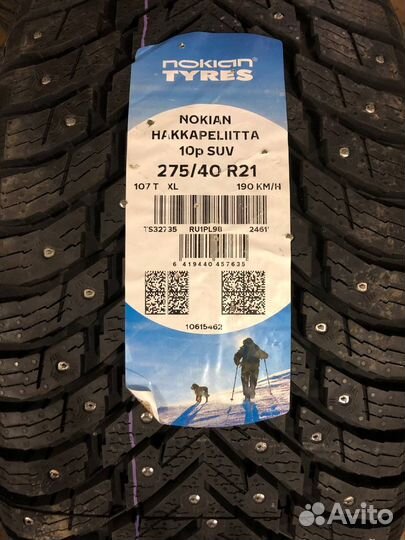 nokian
TYRES
NOKIAN
HAKKAPELIITTA
10p SUV
275/40 R21
107 T XL 190 KM/H
TS32735 RU1PL98 2461
6 419440 457635
10615462
Avito